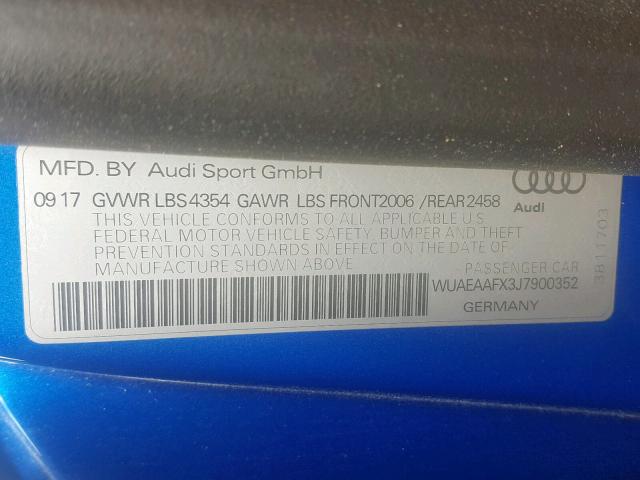 MFD. BY Audi Sport GmbH
09 17 GVWR LBS 4354 GAWR LBS FRONT 2006 /REAR 2458
Audi
THIS VEHICLE CONFORMS TO ALL APPLICABLE U.S.
FEDERAL MOTOR VEHICLE SAFETY, BUMPER AND THEFT
PREVENTION STANDARDS IN EFFECT ON THE DATE OF
MANUFACTURE SHOWN ABOVE
PASSENGER CAR
WUAEAAFX3J7900352
GERMANY
3811703